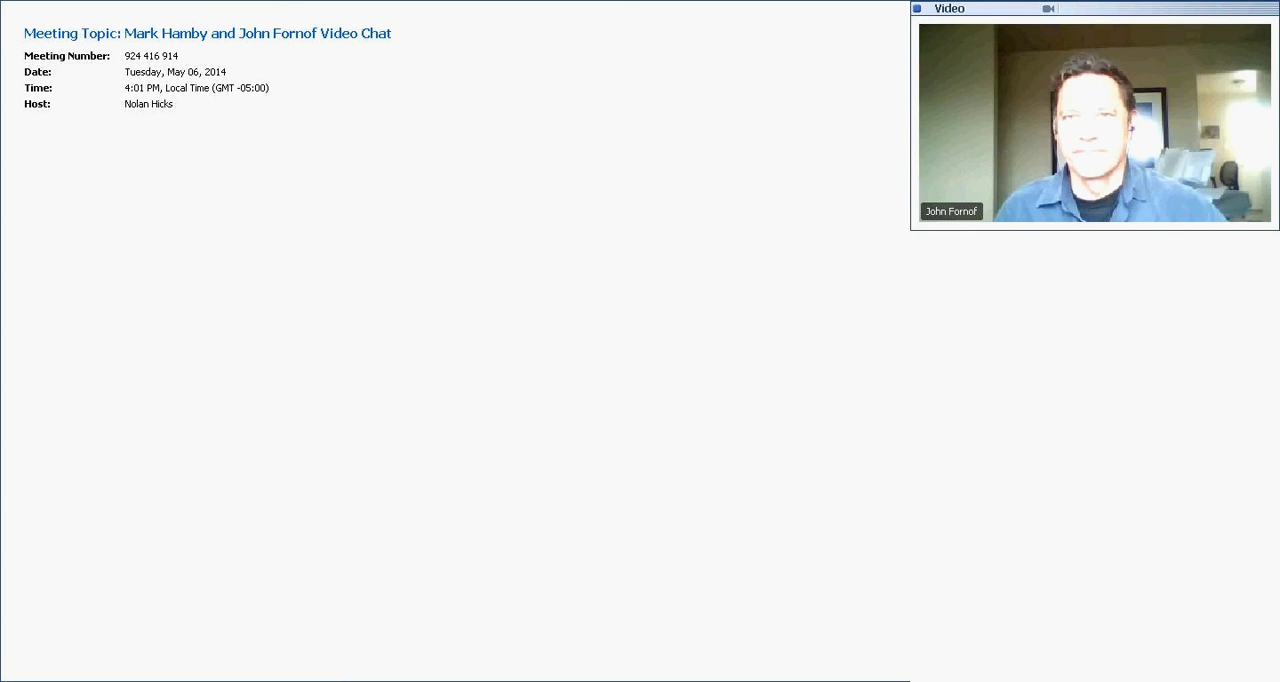 Meeting Topic: Mark Hamby and John Fornof Video Chat
Meeting Number: 924 416 914
Date: Tuesday, May 06, 2014
Time: 4:01 PM, Local Time (GMT -05:00)
Host: Nolan Hicks
Video
John Fornof